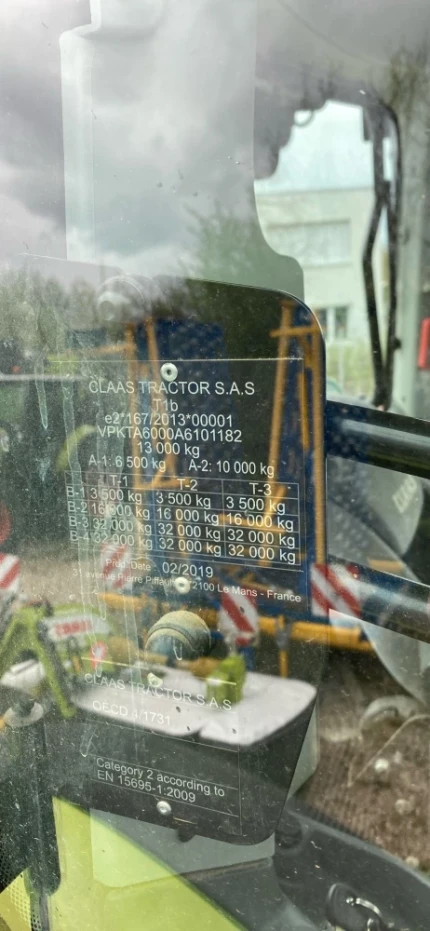 CLAAS TRACTOR S.A.S
T1b
e2*167/2013*00001
VPKTA6000A6101182
13 000 kg
A-1: 6 500 kg A-2: 10 000 kg
T-1 T-2 T-3
B-1 3 500 kg 3 500 kg 3 500 kg
B-2 16 000 kg 16 000 kg 16 000 kg
B-3 32 000 kg 32 000 kg 32 000 kg
B-4 32 000 kg 32 000 kg 32 000 kg
Prod. Date: 02/2019
31 avenue Pierre 72100 Le Mans - France
CLAAS TRACTOR S.A.S
OECD 1731
Category 2 according to
EN 15695-1:2009